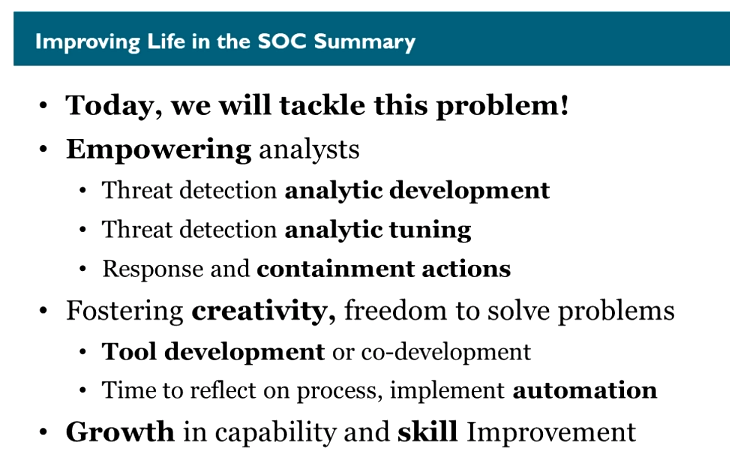 Improving Life in the SOC Summary
• Today, we will tackle this problem!
• Empowering analysts
• Threat detection analytic development
• Threat detection analytic tuning
• Response and containment actions
• Fostering creativity, freedom to solve problems
• Tool development or co-development
• Time to reflect on process, implement automation
• Growth in capability and skill Improvement